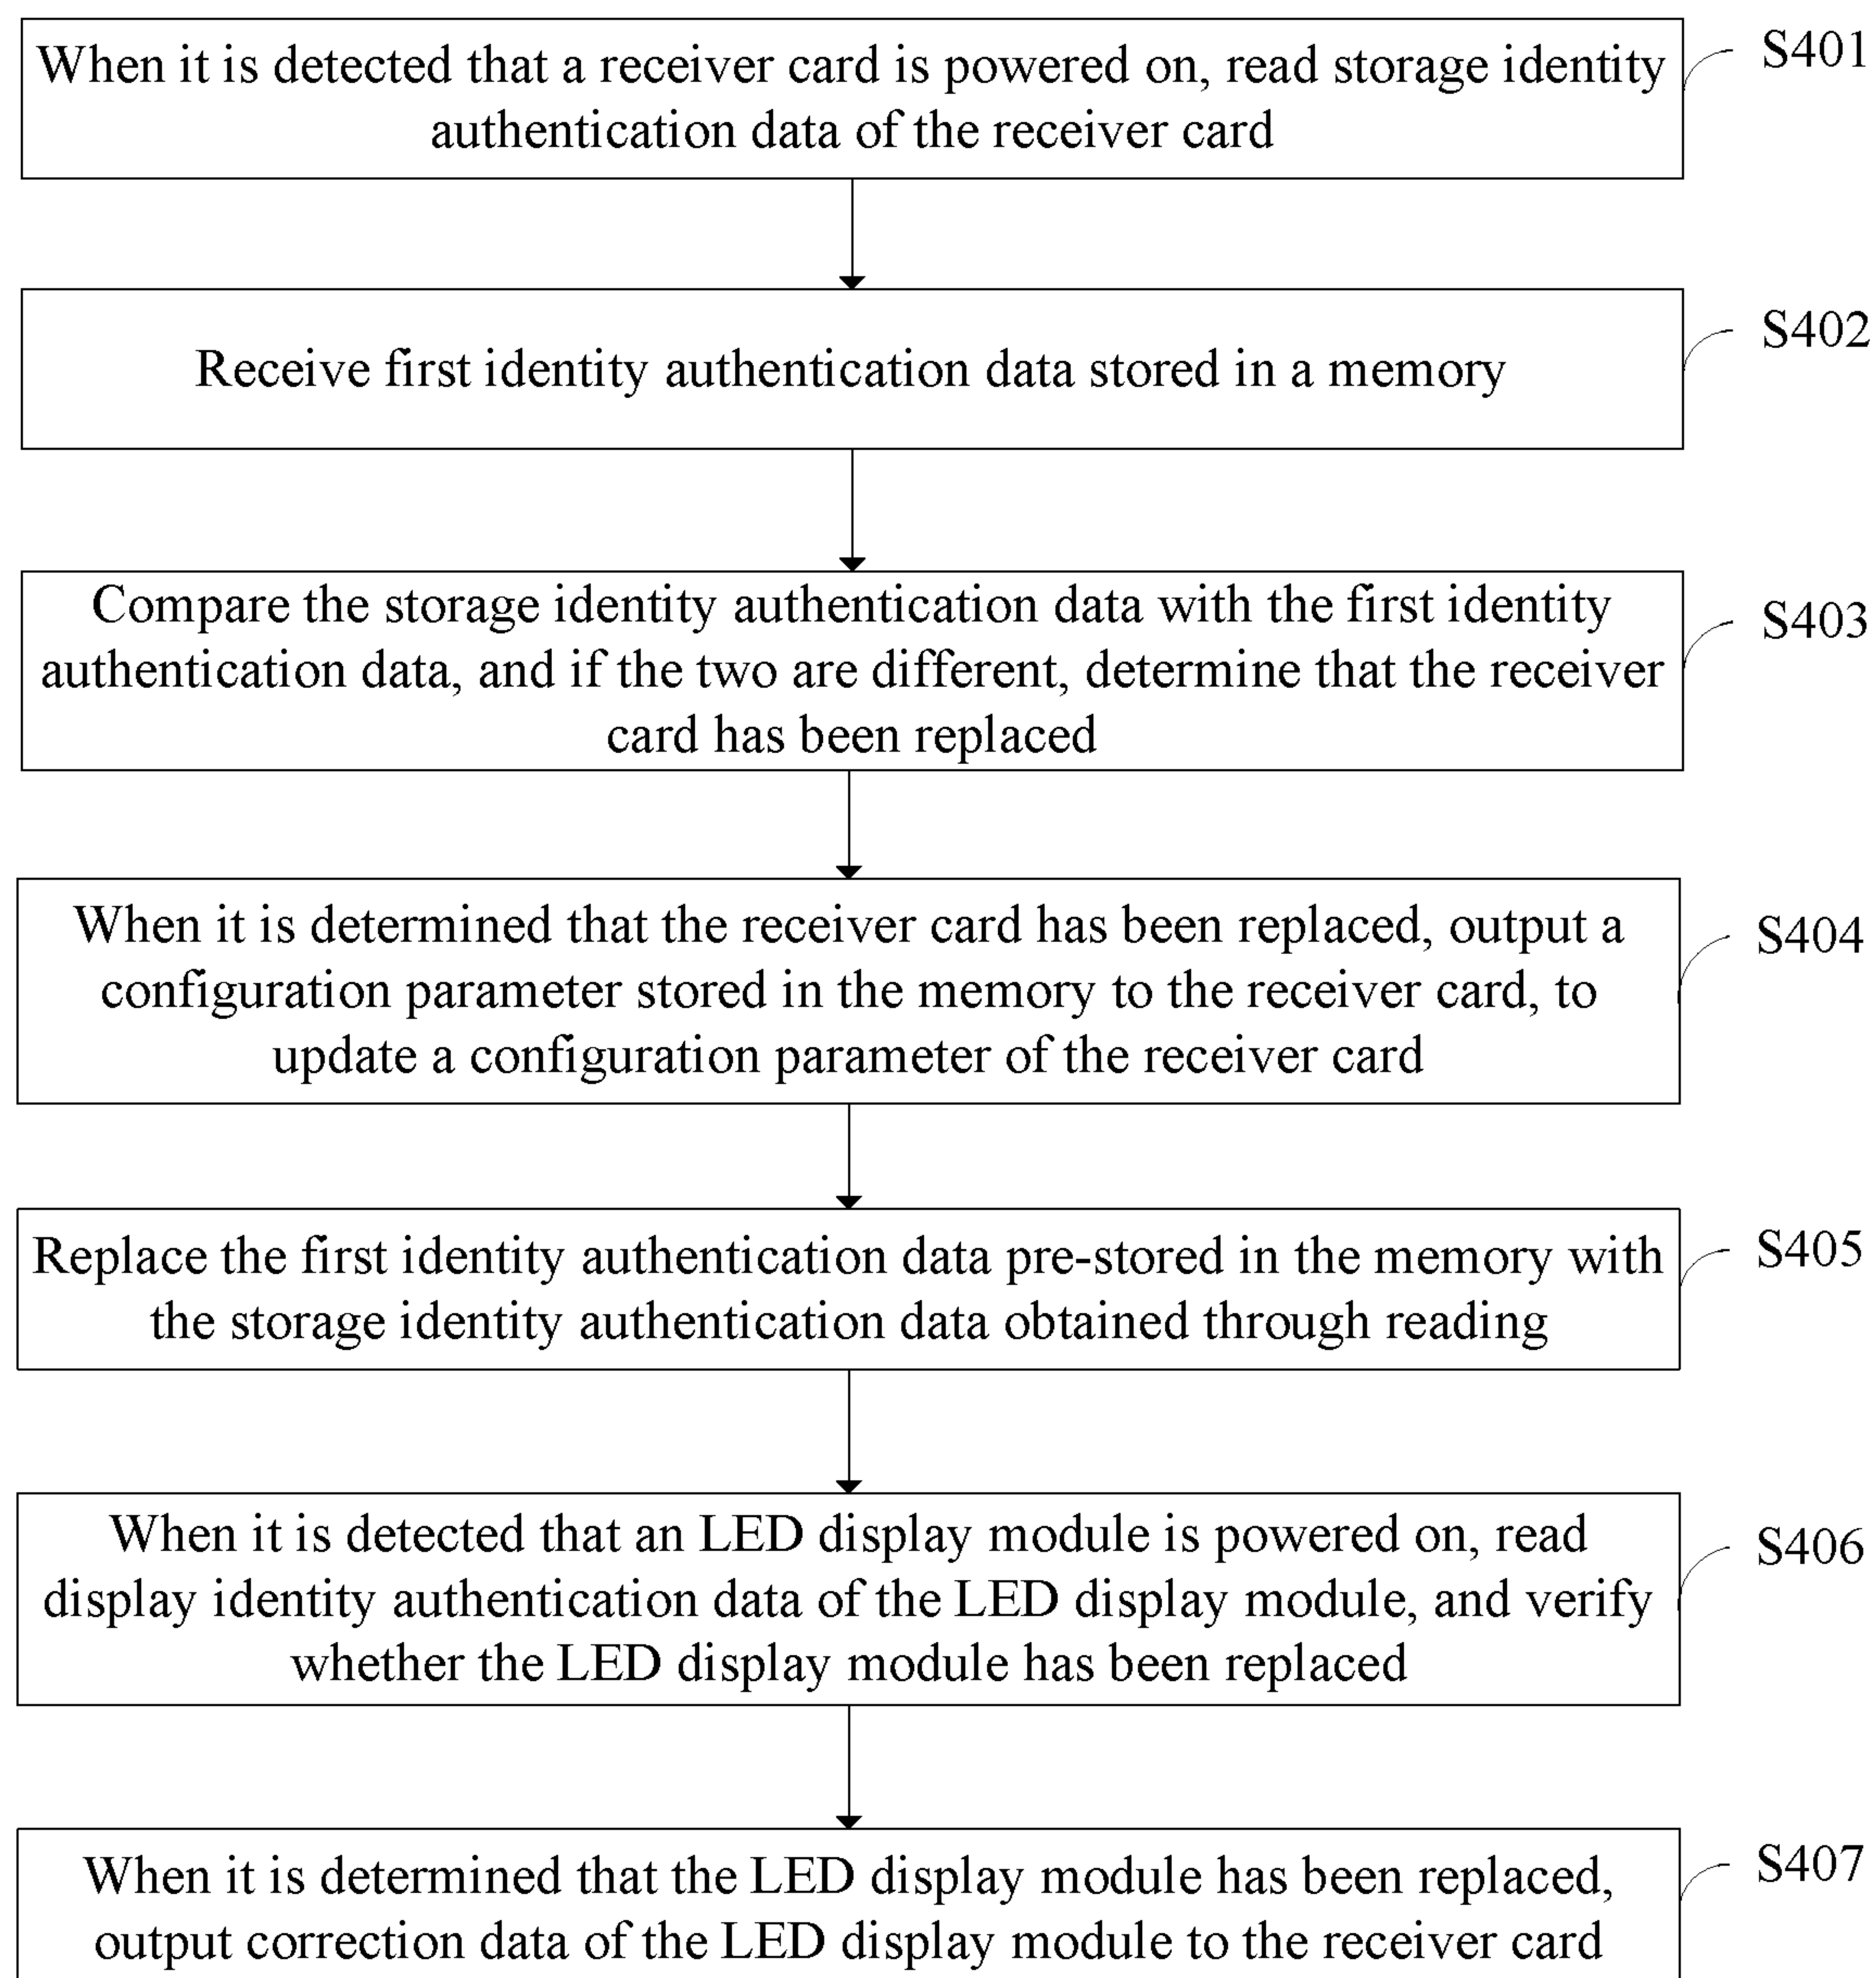 When it is detected that a receiver card is powered on, read storage identity
authentication data of the receiver card
S401
Receive first identity authentication data stored in a memory
S402
Compare the storage identity authentication data with the first identity
authentication data, and if the two are different, determine that the receiver
card has been replaced
S403
When it is determined that the receiver card has been replaced, output a
configuration parameter stored in the memory to the receiver card, to
update a configuration parameter of the receiver card
S404
Replace the first identity authentication data pre-stored in the memory with
the storage identity authentication data obtained through reading
S405
When it is detected that an LED display module is powered on, read
display identity authentication data of the LED display module, and verify
whether the LED display module has been replaced
S406
When it is determined that the LED display module has been replaced,
output correction data of the LED display module to the receiver card
S407